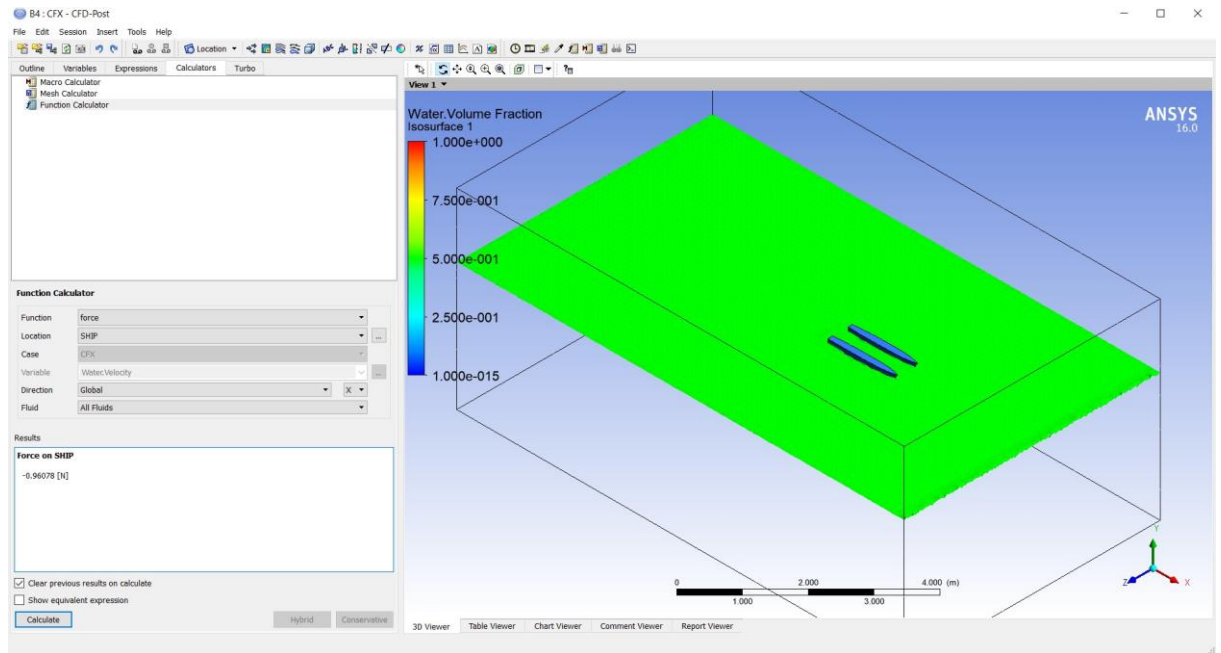 B4 : CFX - CFD-Post
File Edit Session Insert Tools Help
Location
Outline Variables Expressions Calculators Turbo
Macro Calculator
Mesh Calculator
Function Calculator
Function Calculator
Function force
Location SHIP ...
Case CFX
Variable Water.Velocity ...
Direction Global X
Fluid All Fluids
Results
Force on SHIP
-0.96078 [N]
Clear previous results on calculate
Show equivalent expression
Calculate Hybrid Conservative
View 1
Water.Volume Fraction
Isosurface 1
1.000e+000
7.500e-001
5.000e-001
2.500e-001
1.000e-015
ANSYS
16.0
0 2.000 4.000 (m)
1.000 3.000
Y
Z X
3D Viewer Table Viewer Chart Viewer Comment Viewer Report Viewer